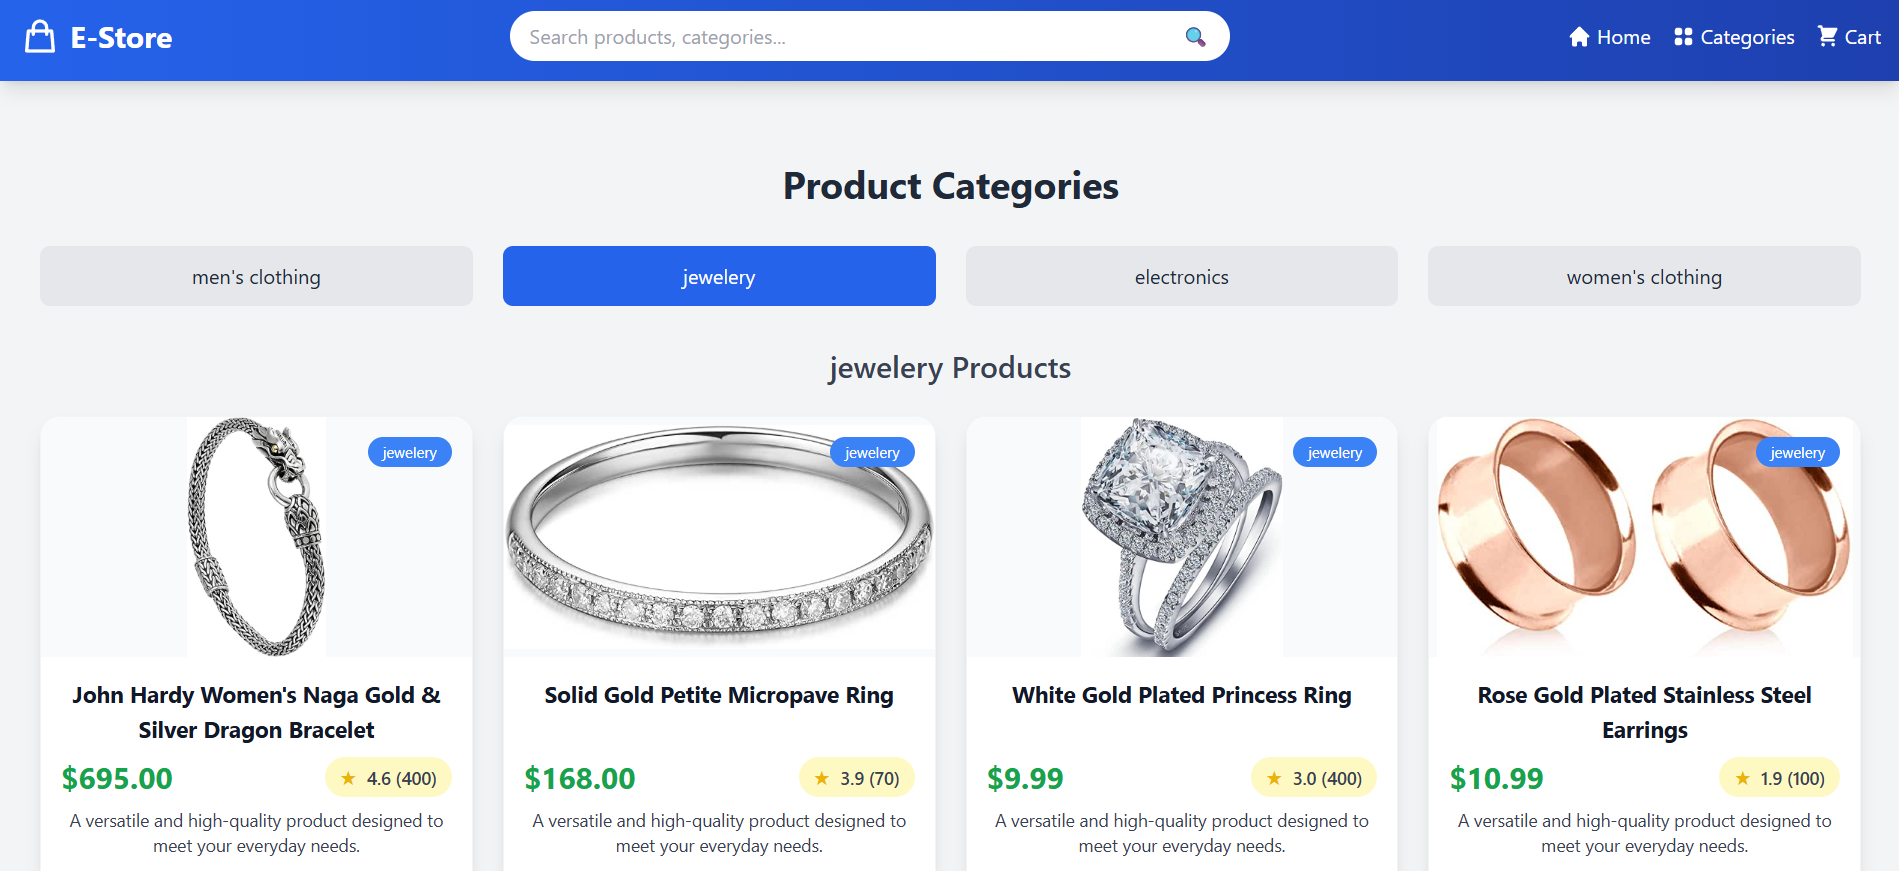 E-Store
Search products, categories...
Home
Categories
Cart
Product Categories
men's clothing
jewelery
electronics
women's clothing
jewelery Products
jewelery
jewelery
jewelery
jewelery
John Hardy Women's Naga Gold &
Silver Dragon Bracelet
$695.00
★ 4.6 (400)
A versatile and high-quality product designed to
meet your everyday needs.
Solid Gold Petite Micropave Ring
$168.00
★ 3.9 (70)
A versatile and high-quality product designed to
meet your everyday needs.
White Gold Plated Princess Ring
$9.99
★ 3.0 (400)
A versatile and high-quality product designed to
meet your everyday needs.
Rose Gold Plated Stainless Steel
Earrings
$10.99
★ 1.9 (100)
A versatile and high-quality product designed to
meet your everyday needs.